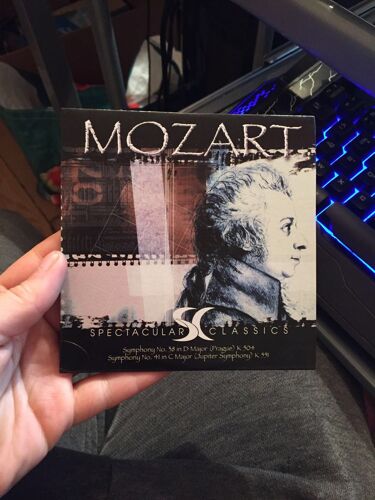 MOZART
SPECTACULAR SC CLASSICS
Symphony No. 38 in D Major (Prague) K 504
Symphony No. 41 in C Major (Jupiter Symphony) K 551